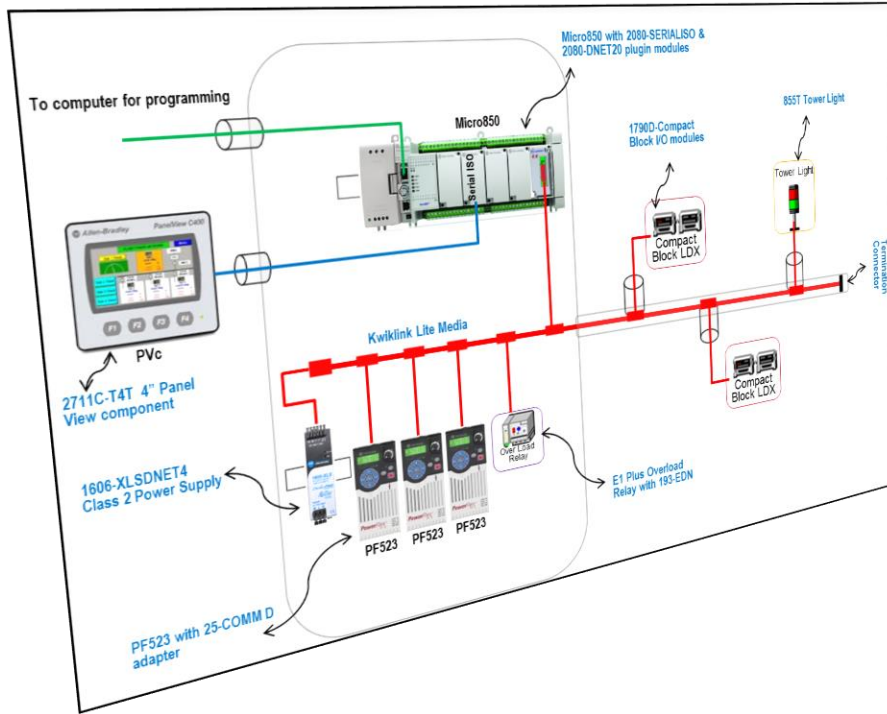 Micro850 with 2080-SERIALISO &
2080-DNET20 plugin modules
855T Tower Light
To computer for programming
Micro850
1790D-Compact
Block I/O modules
Tower Light
Serial ISO
Allen-Bradley
PanelView C400
Compact
Block LDX
Termination
Connector
F1
F2
F3
F4
PVc
Kwiklink Lite Media
2711C-T4T 4" Panel
View component
Compact
Block LDX
Over Load
Relay
1606-XLSDNET4
Class 2 Power Supply
E1 Plus Overload
Relay with 193-EDN
PowerFlex
PowerFlex
PowerFlex
PF523
PF523
PF523
PF523 with 25-COMM D
adapter